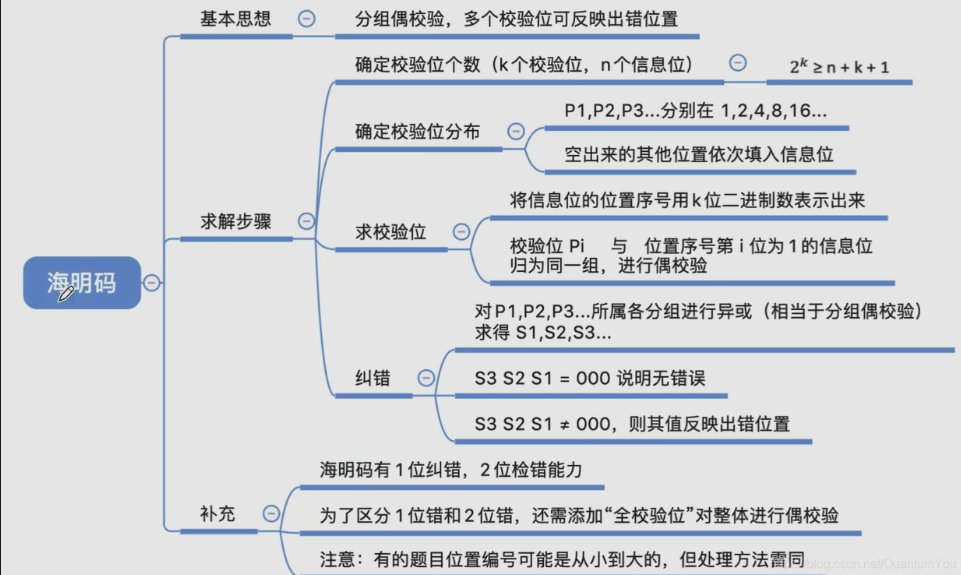 基本思想
分组偶校验，多个校验位可反映出错位置
确定校验位个数（k个校验位，n个信息位）
2^k ≥ n + k + 1
确定校验位分布
P1,P2,P3...分别在 1,2,4,8,16...
空出来的其他位置依次填入信息位
求解步骤
求校验位
将信息位的位置序号用k位二进制数表示出来
校验位 Pi 与 位置序号第 i 位为1的信息位
归为同一组，进行偶校验
海明码
纠错
对P1,P2,P3...所属各分组进行异或（相当于分组偶校验）
求得 S1,S2,S3...
S3 S2 S1 = 000 说明无错误
S3 S2 S1 ≠ 000，则其值反映出错位置
补充
海明码有1位纠错，2位检错能力
为了区分1位错和2位错，还需添加“全校验位”对整体进行偶校验
注意：有的题目位置编号可能是从小到大的，但处理方法雷同
blog.csdn.net/QuantumYou